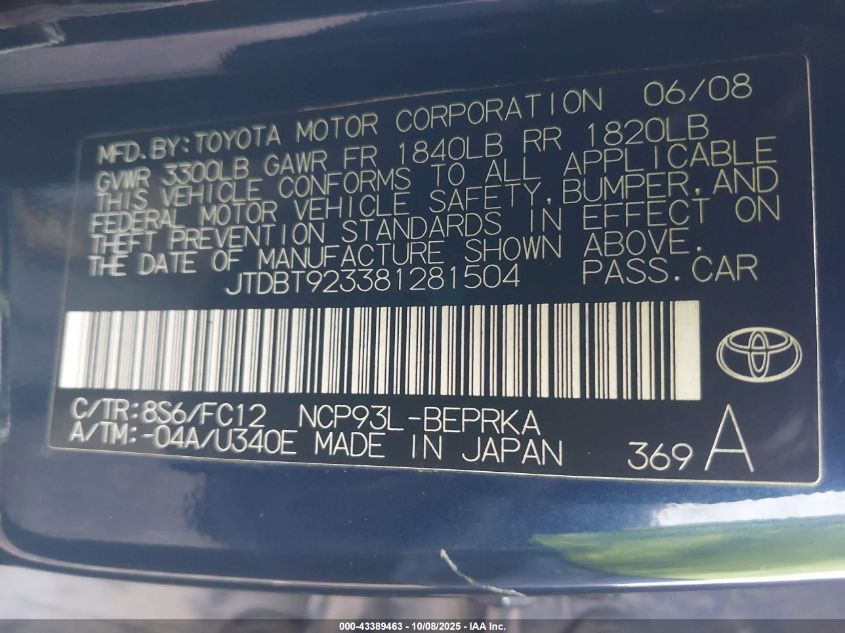 MFD.BY:TOYOTA MOTOR CORPORATION 06/08
GVWR 3300LB GAWR FR 1840LB RR 1820LB
THIS VEHICLE CONFORMS TO ALL APPLICABLE
FEDERAL MOTOR VEHICLE SAFETY,BUMPER,AND
THEFT PREVENTION STANDARDS IN EFFECT ON
THE DATE OF MANUFACTURE SHOWN ABOVE.
JTDBT923381281504 PASS.CAR
C/TR:8S6/FC12 NCP93L-BEPRKA
A/TM:-04A/U340E MADE IN JAPAN 369 A
000-43389463 - 10/08/2025 - IAA Inc.